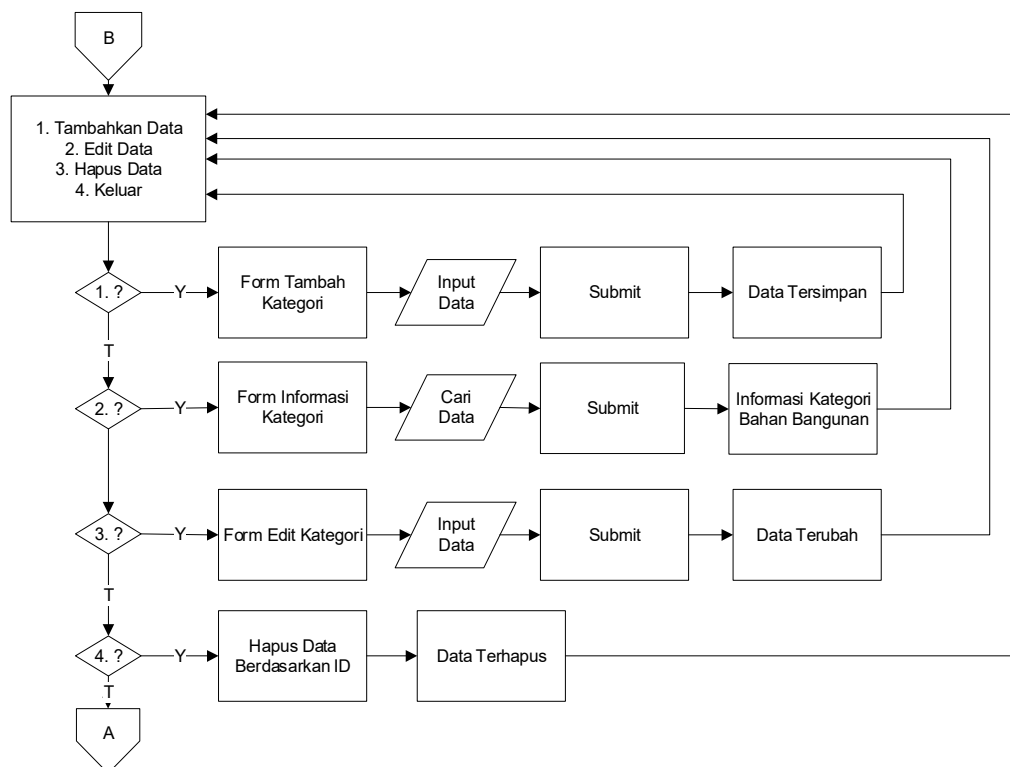 B
1. Tambahkan Data
2. Edit Data
3. Hapus Data
4. Keluar
1. ?
Y
Form Tambah
Kategori
Input
Data
Submit
Data Tersimpan
T
2. ?
Y
Form Informasi
Kategori
Cari
Data
Submit
Informasi Kategori
Bahan Bangunan
3. ?
Y
Form Edit Kategori
Input
Data
Submit
Data Terubah
T
4. ?
Y
Hapus Data
Berdasarkan ID
Data Terhapus
T
A